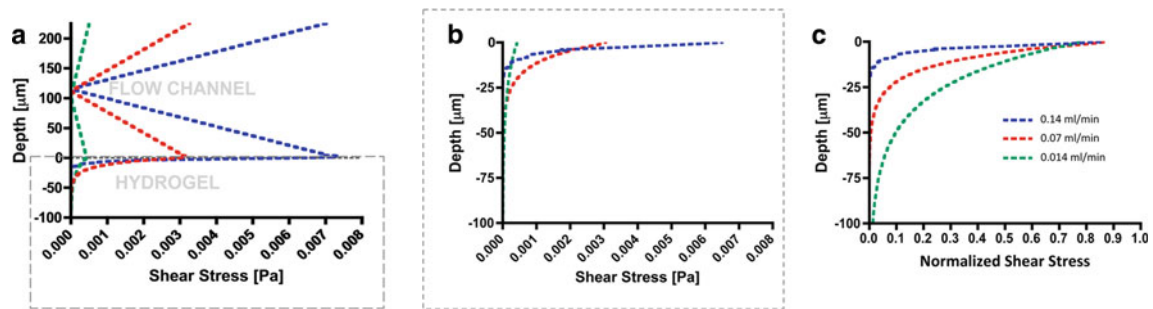 a
200
150
100
50
0
-50
-100
Depth [µm]
FLOW CHANNEL
HYDROGEL
0.000
0.001
0.002
0.003
0.004
0.005
0.006
0.007
0.008
Shear Stress [Pa]
b
0
-25
-50
-75
-100
Depth [µm]
0.000
0.001
0.002
0.003
0.004
0.005
0.006
0.007
0.008
Shear Stress [Pa]
c
0
-25
-50
-75
-100
Depth [µm]
0.14 ml/min
0.07 ml/min
0.014 ml/min
0.0 0.1 0.2 0.3 0.4 0.5 0.6 0.7 0.8 0.9 1.0
Normalized Shear Stress